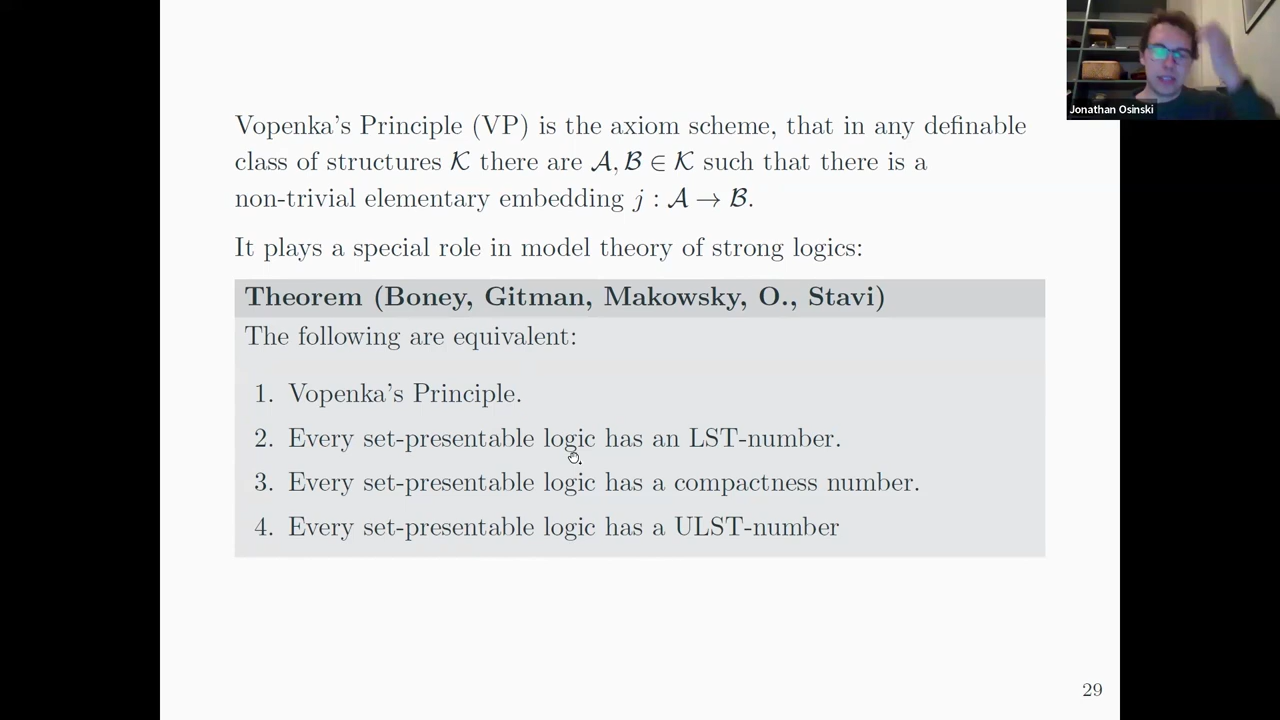 Jonathan Osinski
Vopenka's Principle (VP) is the axiom scheme, that in any definable
class of structures 𝒦 there are 𝒜, ℬ ∈ 𝒦 such that there is a
non-trivial elementary embedding j : 𝒜 → ℬ.
It plays a special role in model theory of strong logics:
Theorem (Boney, Gitman, Makowsky, O., Stavi)
The following are equivalent:
1. Vopenka's Principle.
2. Every set-presentable logic has an LST-number.
3. Every set-presentable logic has a compactness number.
4. Every set-presentable logic has a ULST-number
29